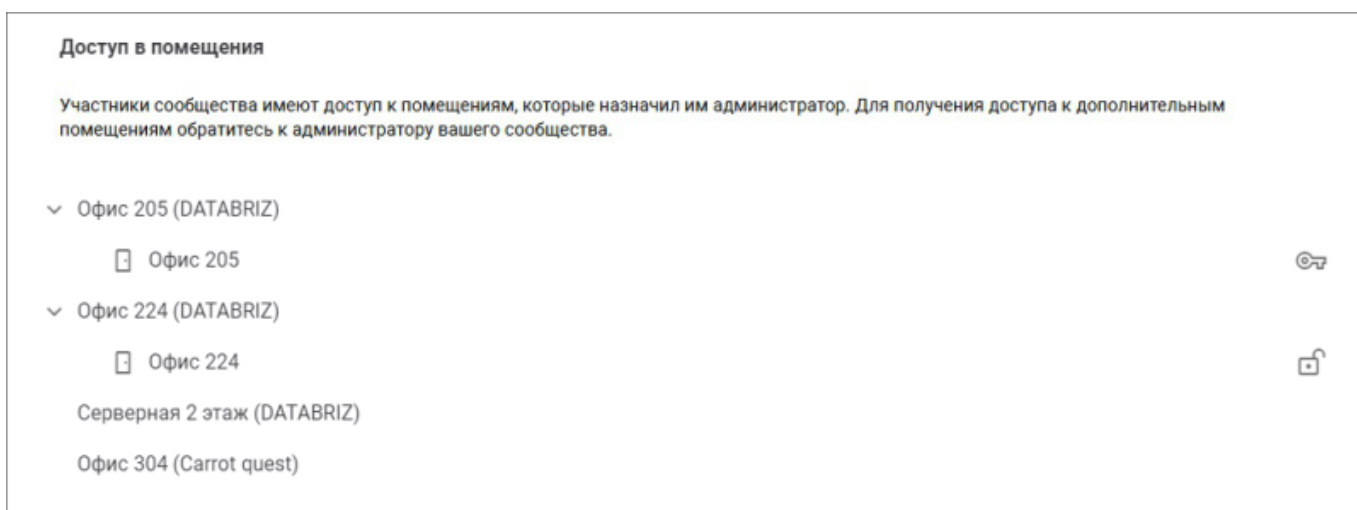 Доступ в помещения
Участники сообщества имеют доступ к помещениям, которые назначил им администратор. Для получения доступа к дополнительным
помещениям обратитесь к администратору вашего сообщества.
Офис 205 (DATABRIZ)
Офис 205
Офис 224 (DATABRIZ)
Офис 224
Серверная 2 этаж (DATABRIZ)
Офис 304 (Carrot quest)